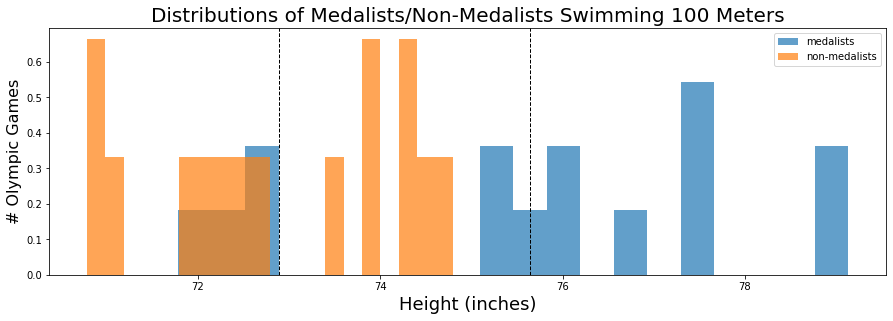 Distributions of Medalists/Non-Medalists Swimming 100 Meters
medalists
non-medalists
# Olympic Games
0.6
0.5
0.4
0.3
0.2
0.1
0.0
72
74
76
78
Height (inches)